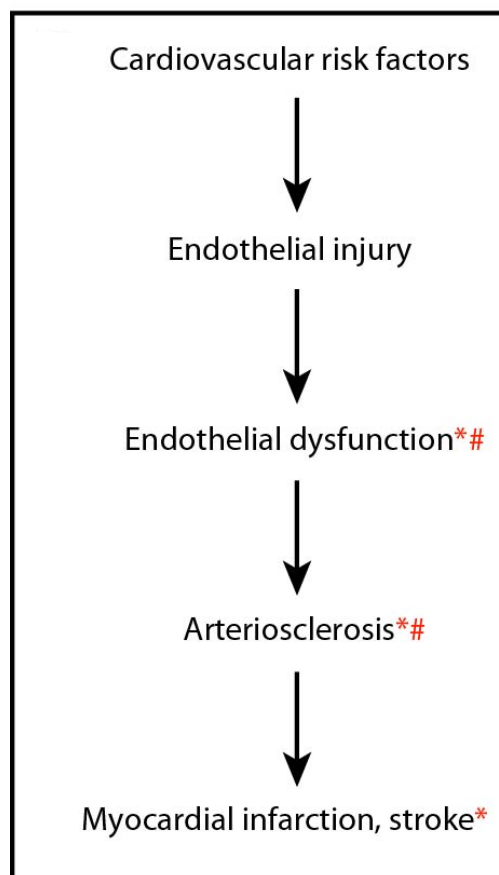 Cardiovascular risk factors
Endothelial injury
Endothelial dysfunction*#
Arteriosclerosis*#
Myocardial infarction, stroke*